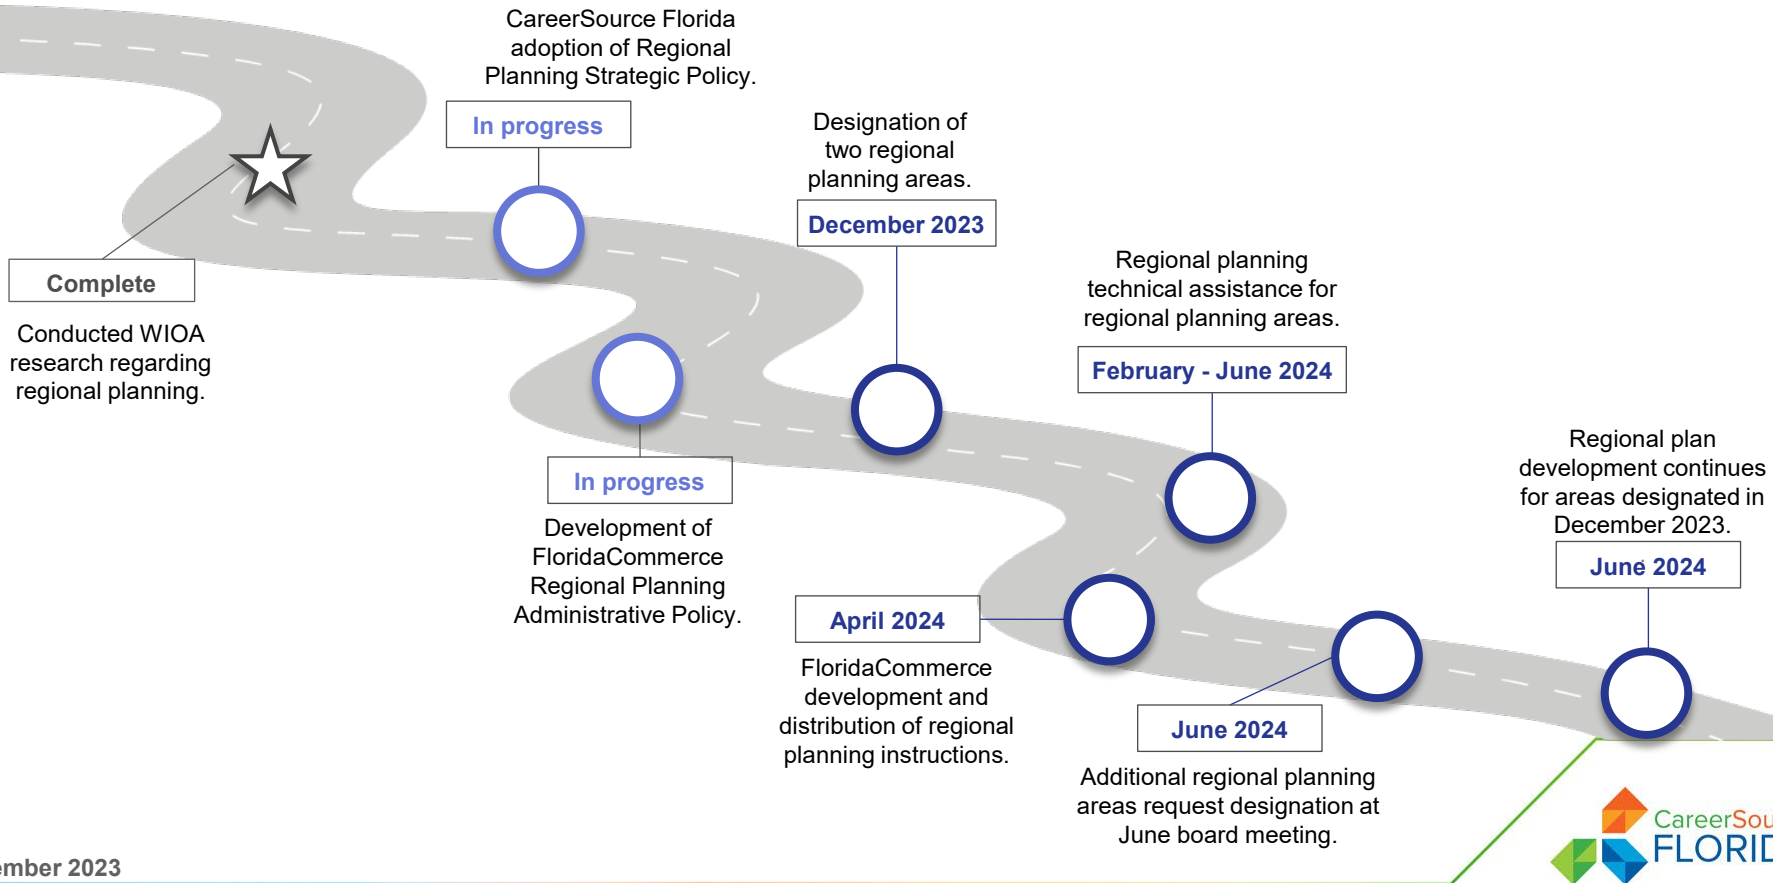 CareerSource Florida
adoption of Regional
Planning Strategic Policy.
In progress
Designation of
two regional
planning areas.
December 2023
Complete
Conducted WIOA
research regarding
regional planning.
Regional planning
technical assistance for
regional planning areas.
February - June 2024
In progress
Development of
FloridaCommerce
Regional Planning
Administrative Policy.
Regional plan
development continues
for areas designated in
December 2023.
June 2024
April 2024
FloridaCommerce
development and
distribution of regional
planning instructions.
June 2024
Additional regional planning
areas request designation at
June board meeting.
CareerSou
FLORID
ember 2023